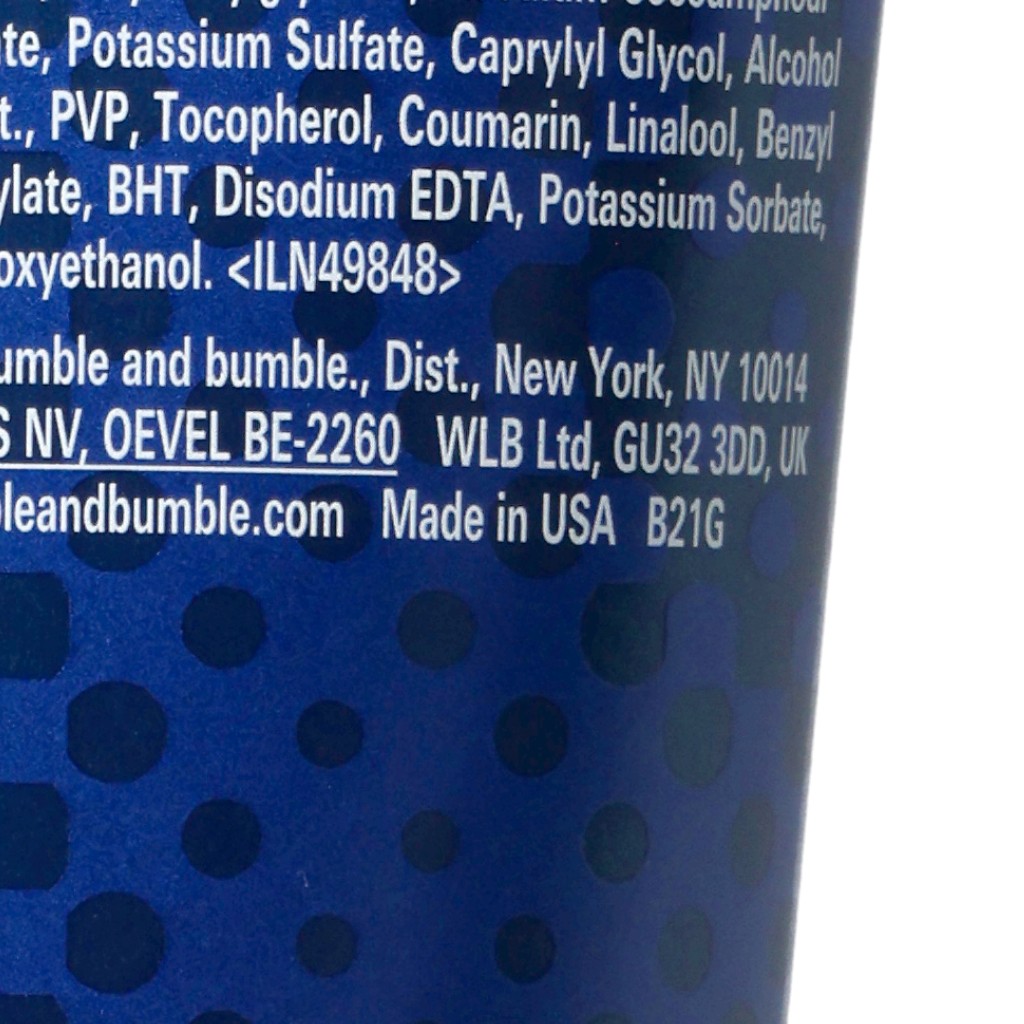 te, Potassium Sulfate, Caprylyl Glycol, Alcohol
t., PVP, Tocopherol, Coumarin, Linalool, Benzyl
ylate, BHT, Disodium EDTA, Potassium Sorbate,
oxyethanol. <ILN49848>
umble and bumble., Dist., New York, NY 10014
S NV, OEVEL BE-2260 WLB Ltd, GU32 3DD, UK
leandbumble.com Made in USA B21G